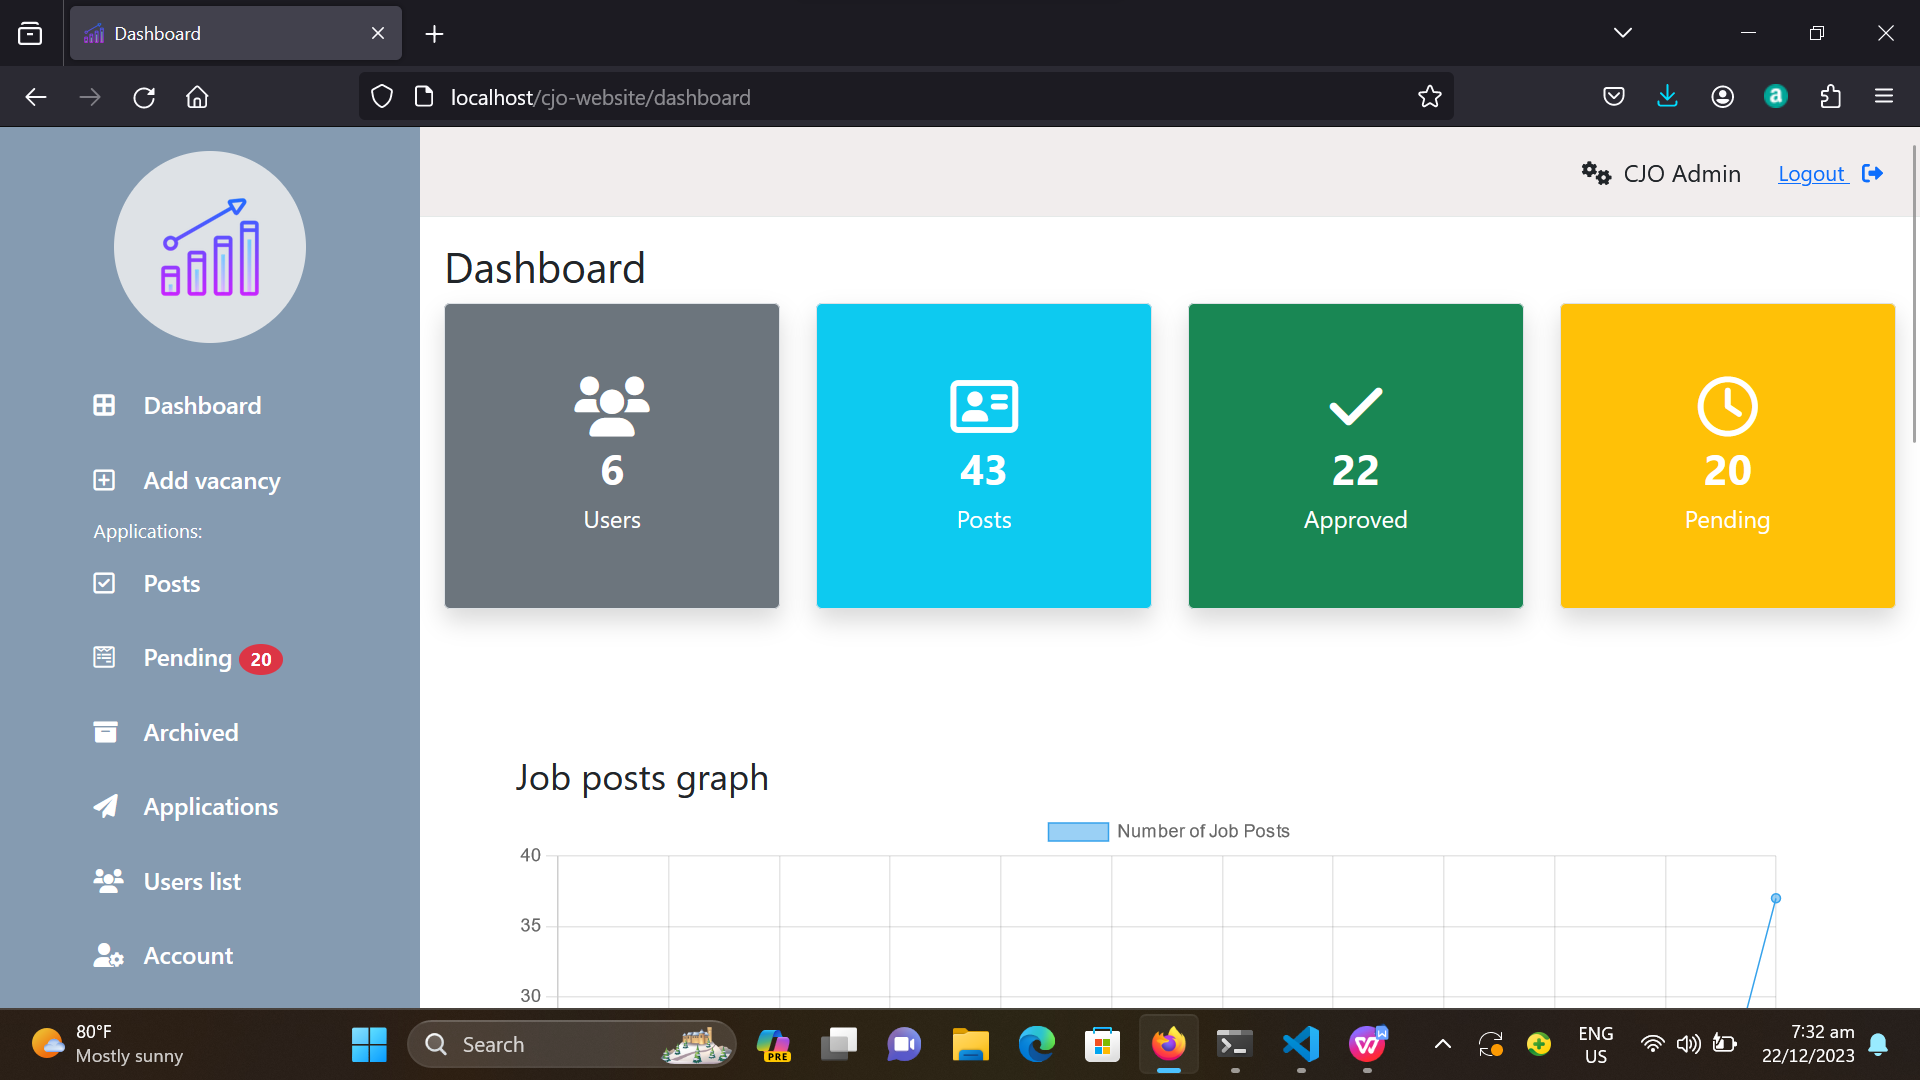 Dashboard
localhost/cjo-website/dashboard
CJO Admin
Logout
Dashboard
Add vacancy
Applications:
Posts
Pending 20
Archived
Applications
Users list
Account
Dashboard
6
Users
43
Posts
22
Approved
20
Pending
Job posts graph
Number of Job Posts
40
35
30
80°F
Mostly sunny
Search
PRE
ENG
US
7:32 am
22/12/2023